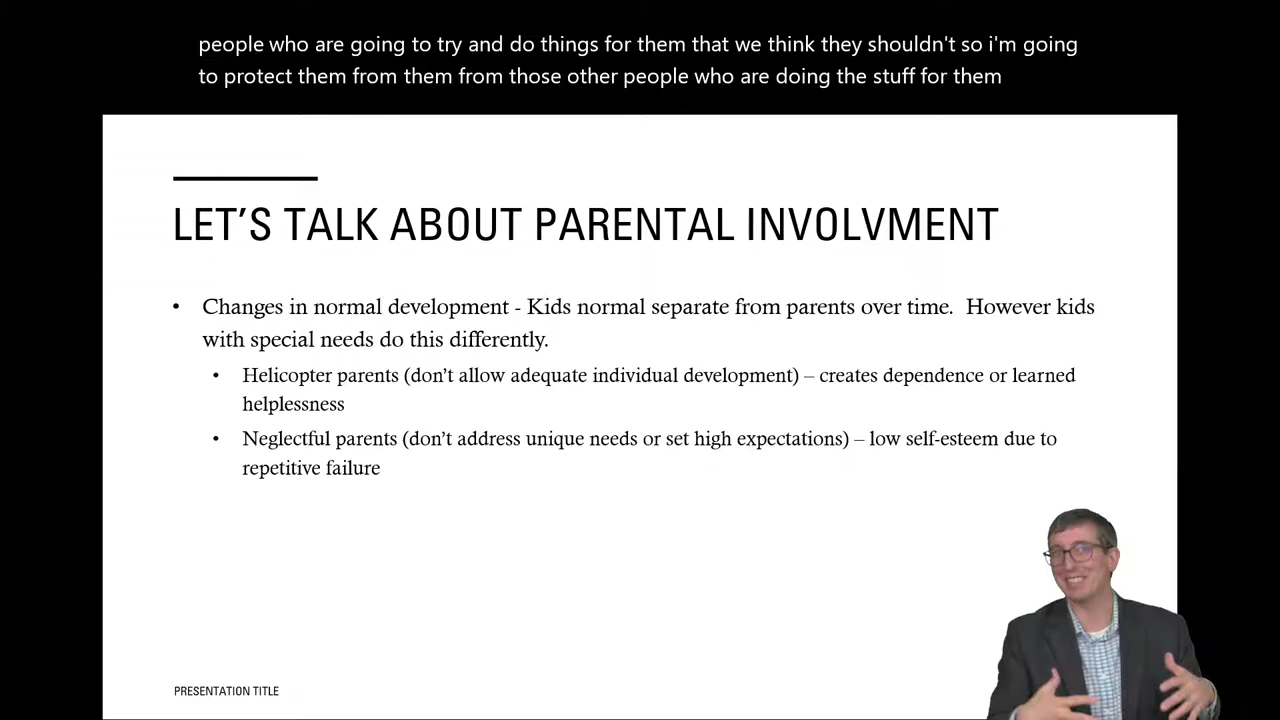 people who are going to try and do things for them that we think they shouldn't so i'm going
to protect them from them from those other people who are doing the stuff for them
LET’S TALK ABOUT PARENTAL INVOLVMENT
• Changes in normal development - Kids normal separate from parents over time.  However kids
with special needs do this differently.
• Helicopter parents (don’t allow adequate individual development) – creates dependence or learned
helplessness
• Neglectful parents (don’t address unique needs or set high expectations) – low self-esteem due to
repetitive failure
PRESENTATION TITLE